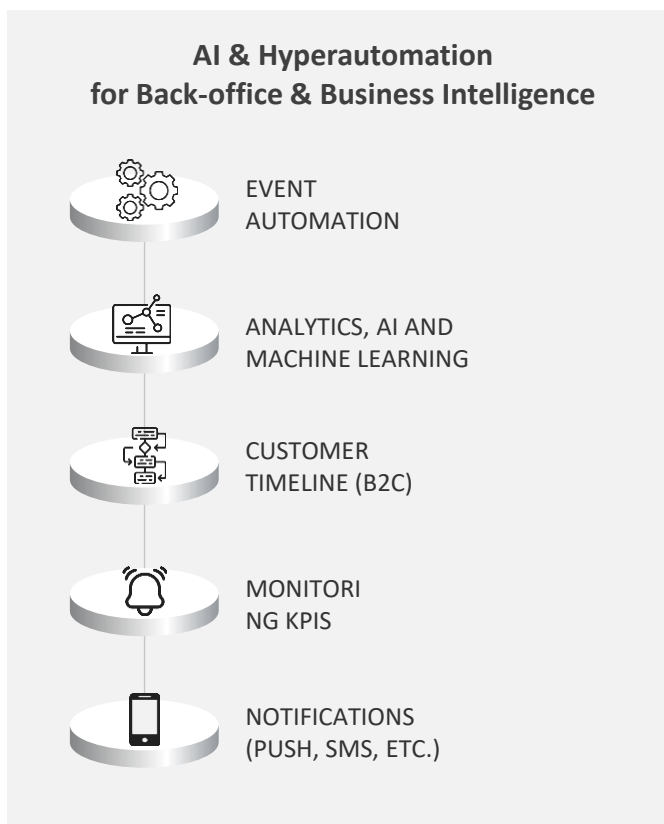 AI & Hyperautomation
for Back-office & Business Intelligence
EVENT
AUTOMATION
ANALYTICS, AI AND
MACHINE LEARNING
CUSTOMER
TIMELINE (B2C)
MONITORI
NG KPIS
NOTIFICATIONS
(PUSH, SMS, ETC.)